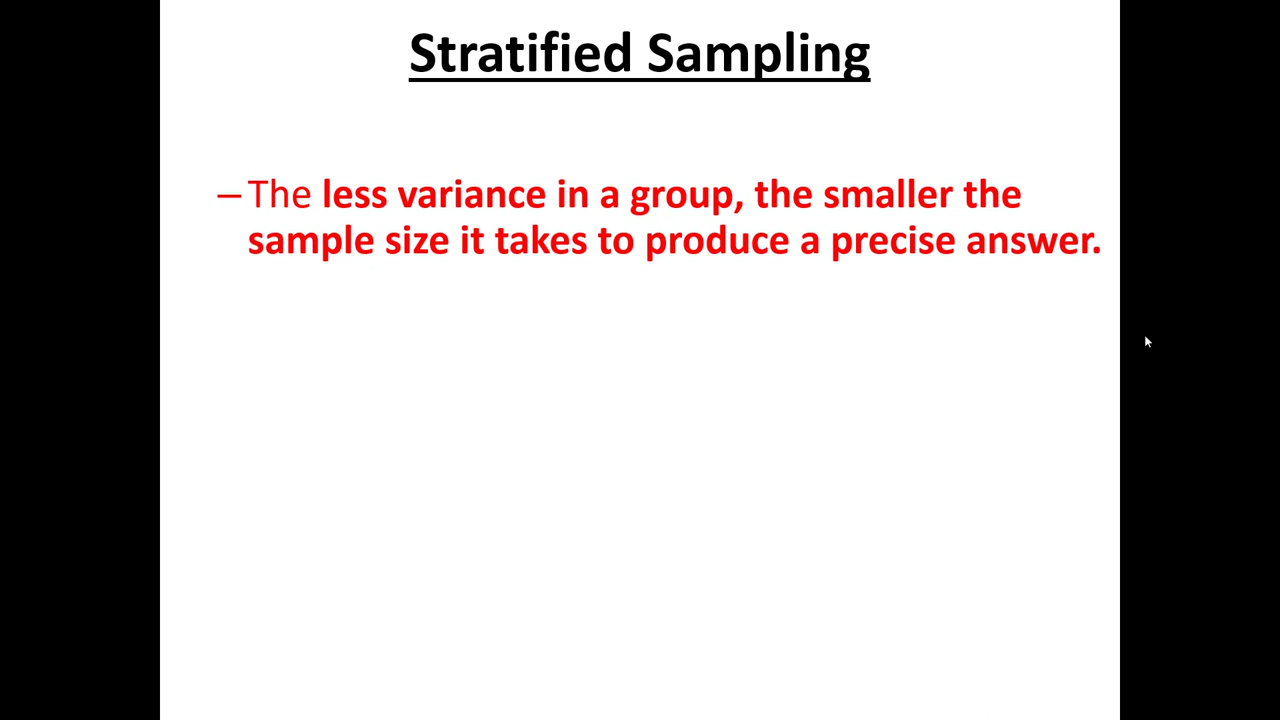 Stratified Sampling
– The less variance in a group, the smaller the
sample size it takes to produce a precise answer.